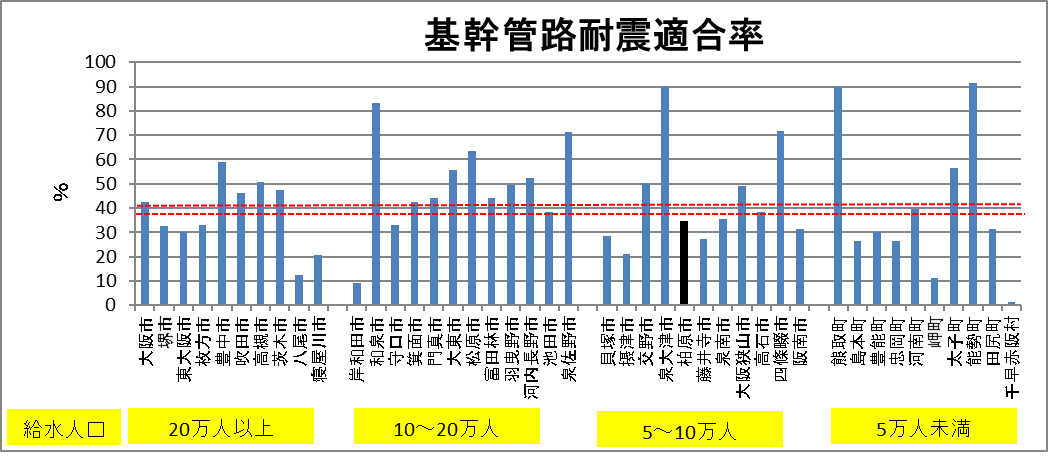 基幹管路耐震適合率
%
100
90
80
70
60
50
40
30
20
10
0
大阪市
堺市
東大阪市
枚方市
豊中市
吹田市
高槻市
茨木市
八尾市
寝屋川市
岸和田市
和泉市
守口市
箕面市
門真市
大東市
松原市
富田林市
羽曳野市
河内長野市
池田市
泉佐野市
貝塚市
摂津市
交野市
泉大津市
柏原市
藤井寺市
泉南市
大阪狭山市
高石市
四條畷市
阪南市
熊取町
島本町
豊能町
忠岡町
河南町
岬町
太子町
能勢町
田尻町
千早赤阪村
給水人口
20万人以上
10～20万人
5～10万人
5万人未満